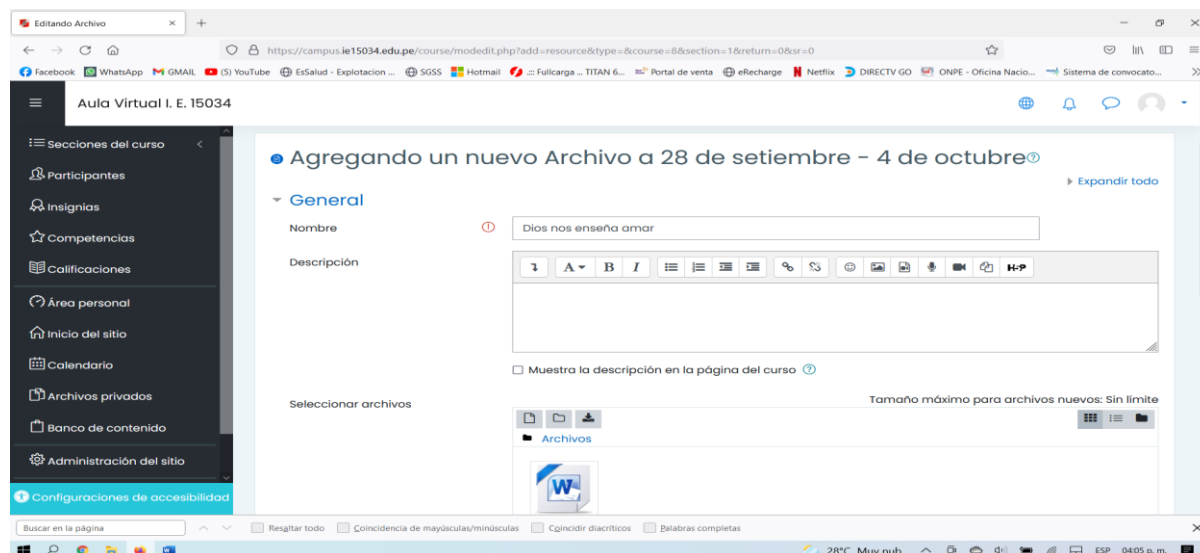 Editando Archivo
https://campus.ie15034.edu.pe/course/modedit.php?add=resource&type=&course=8&section=1&return=0&sr=0
Facebook WhatsApp GMAIL (5) YouTube EsSalud - Explotacion ... SGSS Hotmail .::: Fullcarga ... TITAN 6... Portal de venta eRecharge Netflix DIRECTV GO ONPE - Oficina Nacio... Sistema de convocato...
Aula Virtual I. E. 15034
Secciones del curso
Participantes
Insignias
Competencias
Calificaciones
Área personal
Inicio del sitio
Calendario
Archivos privados
Banco de contenido
Administración del sitio
Configuraciones de accesibilidad
Agregando un nuevo Archivo a 28 de setiembre - 4 de octubre
Expandir todo
General
Nombre
Dios nos enseña amar
Descripción
A B I H-P
Muestra la descripción en la página del curso
Seleccionar archivos
Tamaño máximo para archivos nuevos: Sin límite
Archivos
W
Buscar en la página Resaltar todo Coincidencia de mayúsculas/minúsculas Coincidir diacríticos Palabras completas
28°C Muy nub. ESP 04:05 p. m.